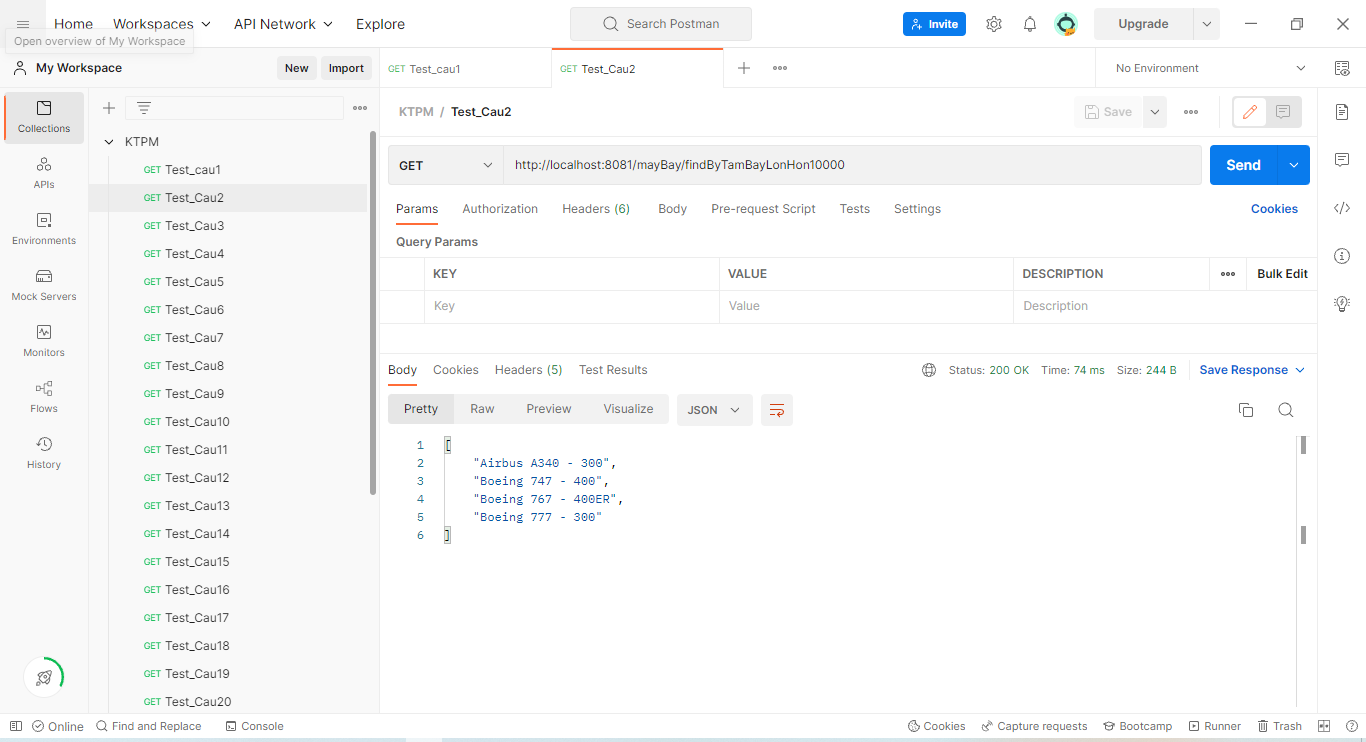 Home Workspaces API Network Explore Search Postman Invite Upgrade
Open overview of My Workspace
My Workspace New Import
GET Test_cau1 GET Test_Cau2 No Environment
Collections
APIs
Environments
Mock Servers
Monitors
Flows
History
KTPM
GET Test_cau1
GET Test_Cau2
GET Test_Cau3
GET Test_Cau4
GET Test_Cau5
GET Test_Cau6
GET Test_Cau7
GET Test_Cau8
GET Test_Cau9
GET Test_Cau10
GET Test_Cau11
GET Test_Cau12
GET Test_Cau13
GET Test_Cau14
GET Test_Cau15
GET Test_Cau16
GET Test_Cau17
GET Test_Cau18
GET Test_Cau19
GET Test_Cau20
KTPM / Test_Cau2 Save
GET http://localhost:8081/mayBay/findByTamBayLonHon10000 Send
Params Authorization Headers (6) Body Pre-request Script Tests Settings Cookies
Query Params
KEY VALUE DESCRIPTION Bulk Edit
Key Value Description
Body Cookies Headers (5) Test Results Status: 200 OK Time: 74 ms Size: 244 B Save Response
Pretty Raw Preview Visualize JSON
1 [
2 "Airbus A340 - 300",
3 "Boeing 747 - 400",
4 "Boeing 767 - 400ER",
5 "Boeing 777 - 300"
6 ]
Online Find and Replace Console Cookies Capture requests Bootcamp Runner Trash